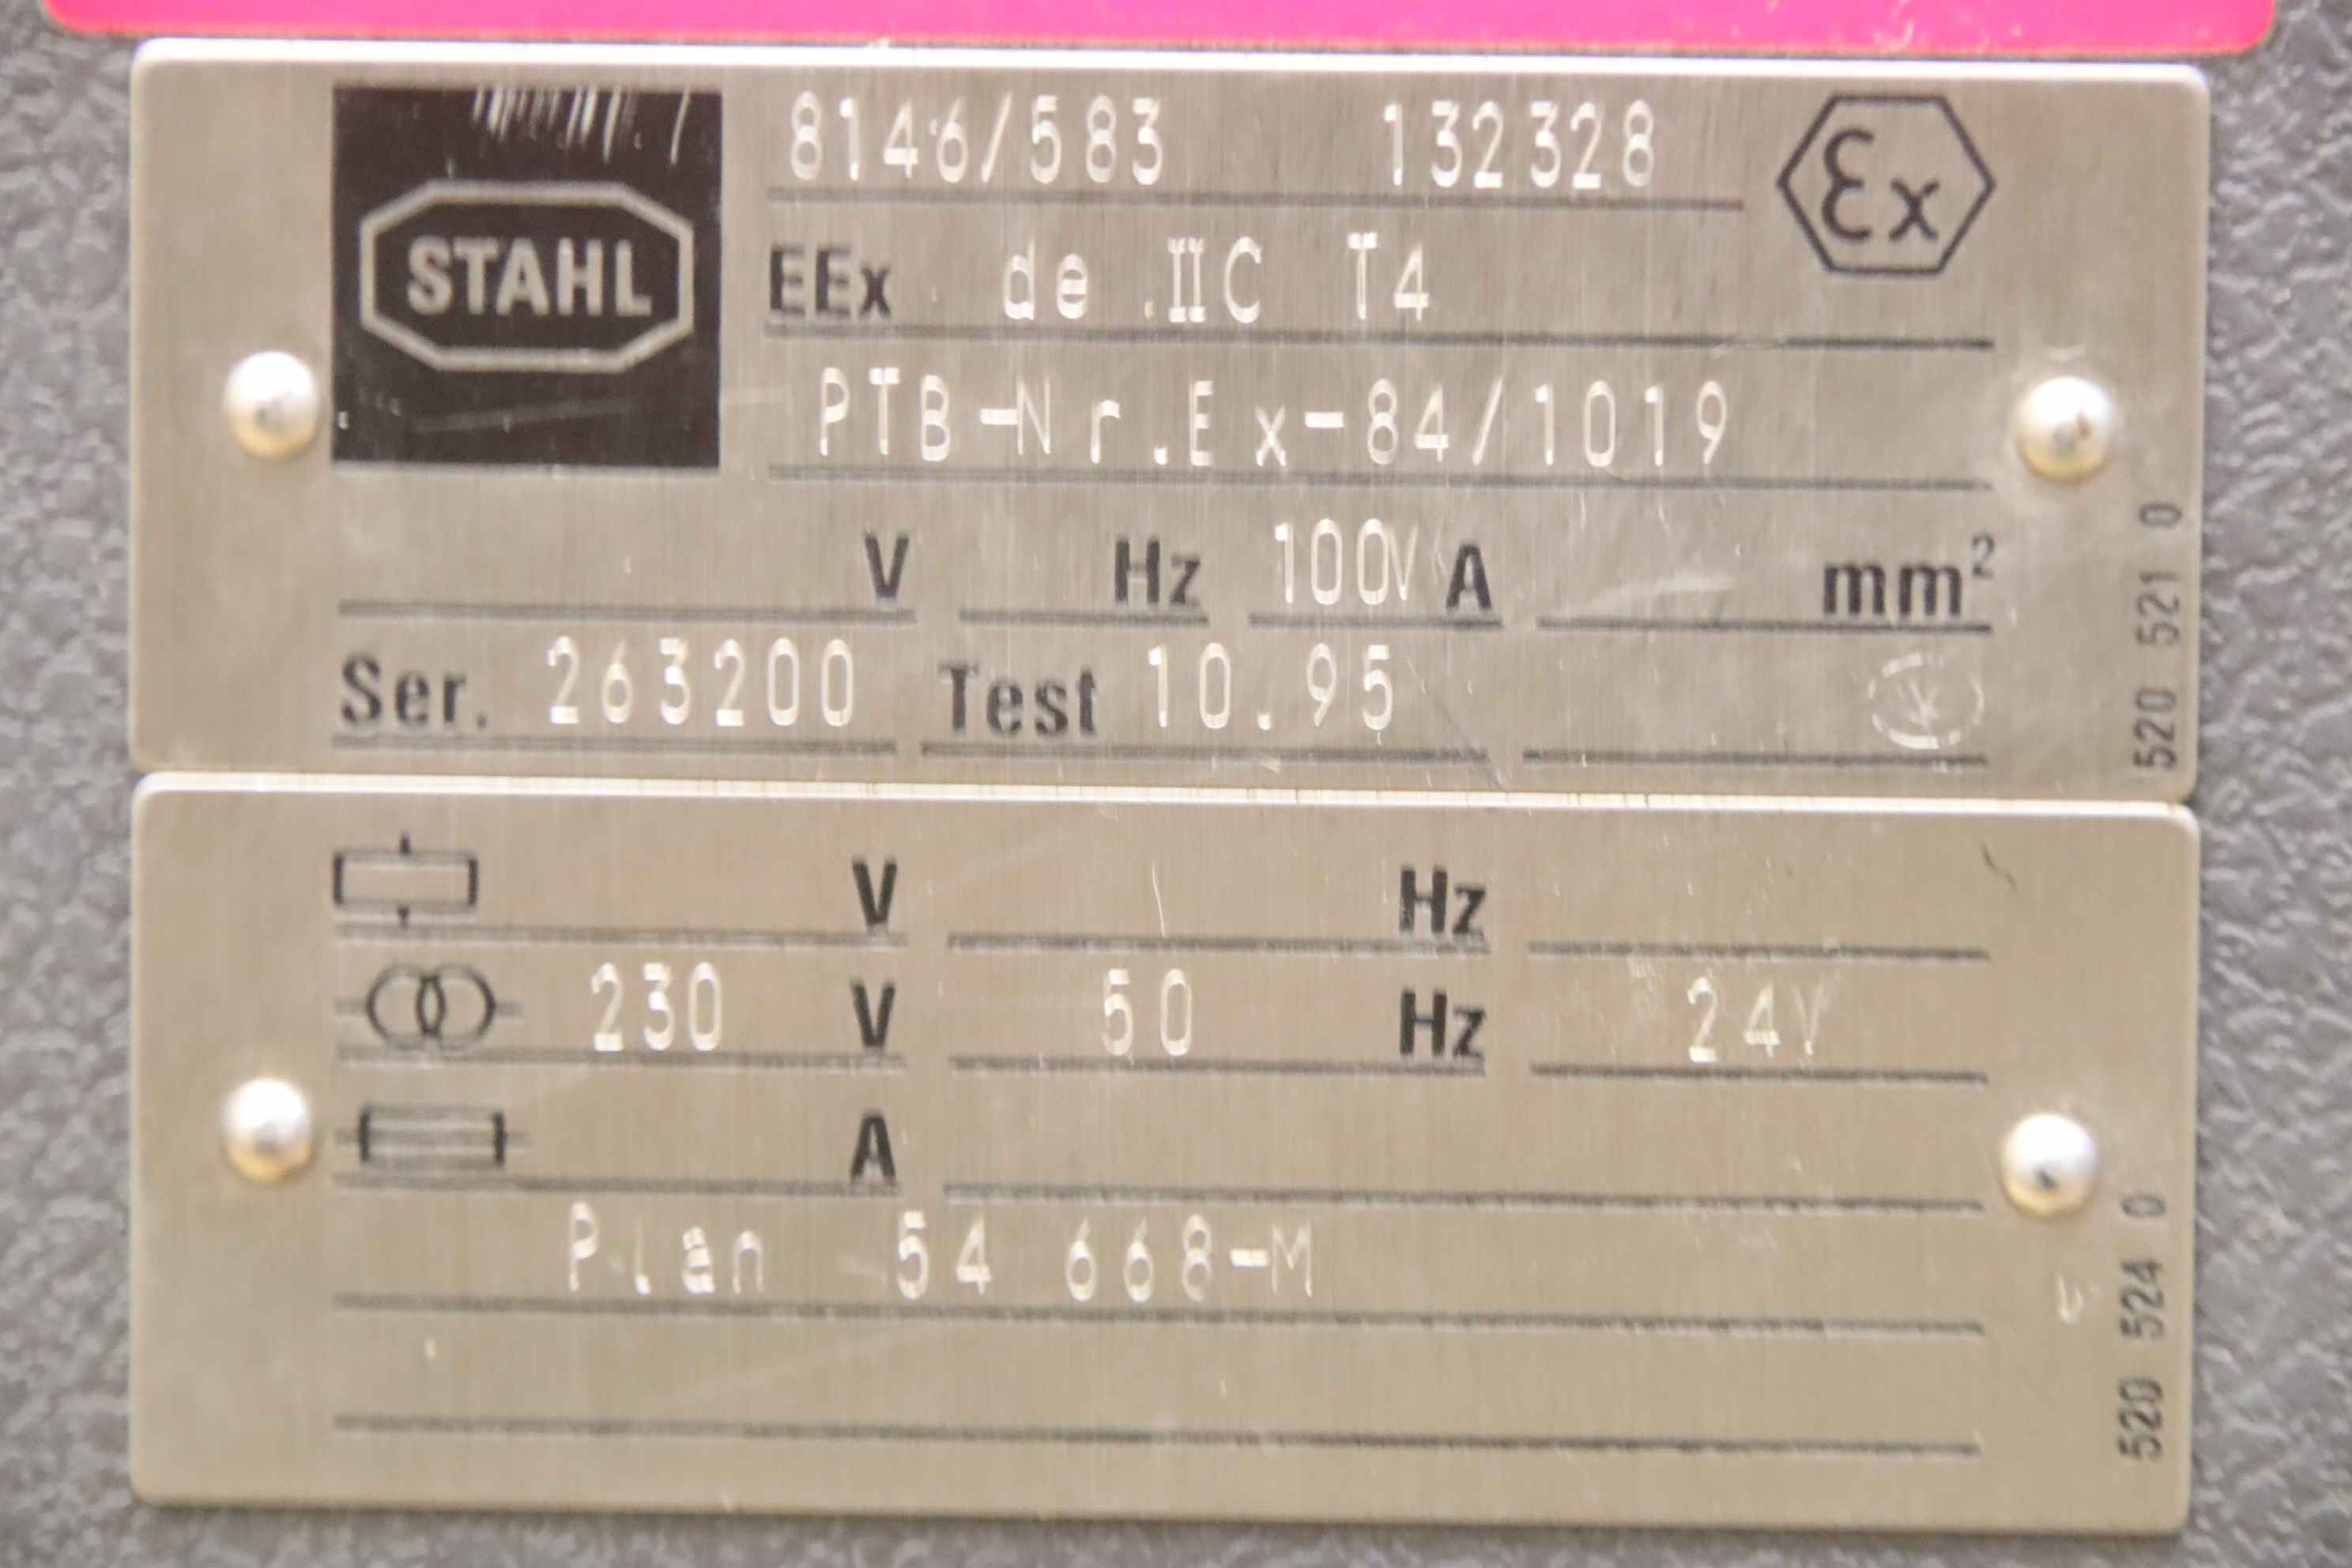 STAHL
8146/583 132328 Ex
EEx de IIC T4
PTB-Nr.Ex-84/1019
V Hz 100V A mm²
Ser. 263200 Test 10.95 K
520 521 0
V Hz
230 V 50 Hz 24V
A
Plan 54 668-M
520 524 0